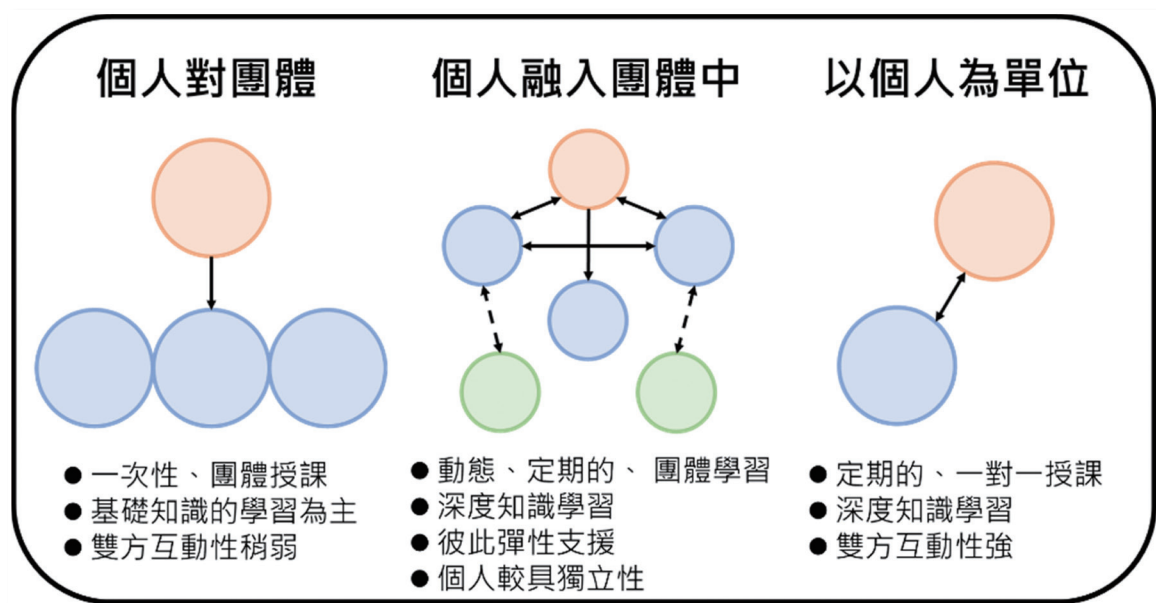 個人對團體
一次性、團體授課
基礎知識的學習為主
雙方互動性稍弱
個人融入團體中
動態、定期的、 團體學習
深度知識學習
彼此彈性支援
個人較具獨立性
以個人為單位
定期的、一對一授課
深度知識學習
雙方互動性強